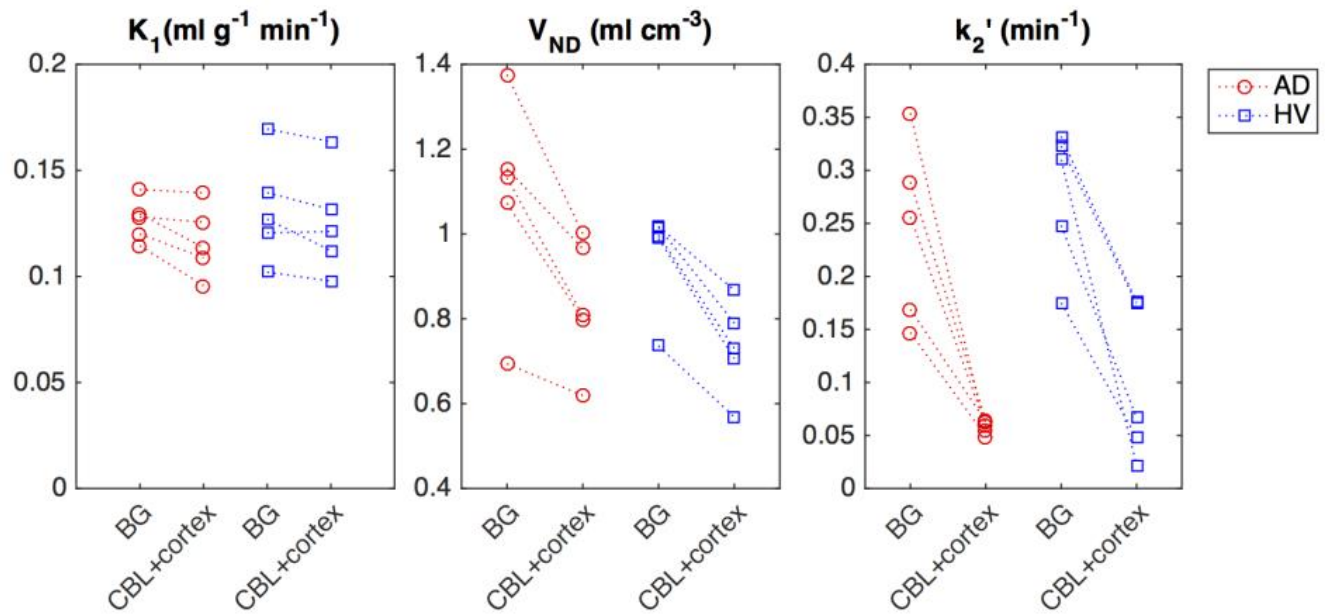 K₁(ml g⁻¹ min⁻¹)
0.2
0.15
0.1
0.05
0
BG
CBL+cortex
BG
CBL+cortex
V_ND (ml cm⁻³)
1.4
1.2
1
0.8
0.6
0.4
BG
CBL+cortex
BG
CBL+cortex
k₂' (min⁻¹)
0.4
0.35
0.3
0.25
0.2
0.15
0.1
0.05
0
BG
CBL+cortex
BG
CBL+cortex
AD
HV